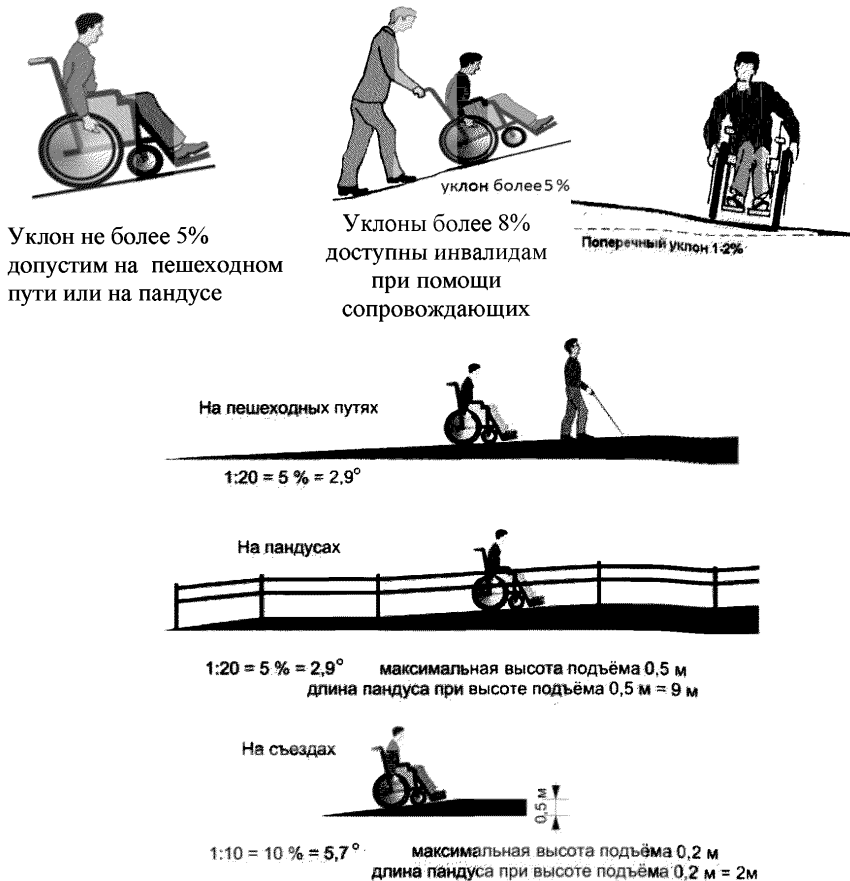 уклон более 5 %
Уклон не более 5%
допустим на пешеходном
пути или на пандусе
Уклоны более 8%
доступны инвалидам
при помощи
сопровождающих
Поперечный уклон 1-2%
На пешеходных путях
1:20 = 5 % = 2,9°
На пандусах
1:20 = 5 % = 2,9° максимальная высота подъёма 0,5 м
длина пандуса при высоте подъёма 0,5 м = 9 м
На съездах
0,5 м
1:10 = 10 % = 5,7° максимальная высота подъёма 0,2 м
длина пандуса при высоте подъёма 0,2 м = 2м